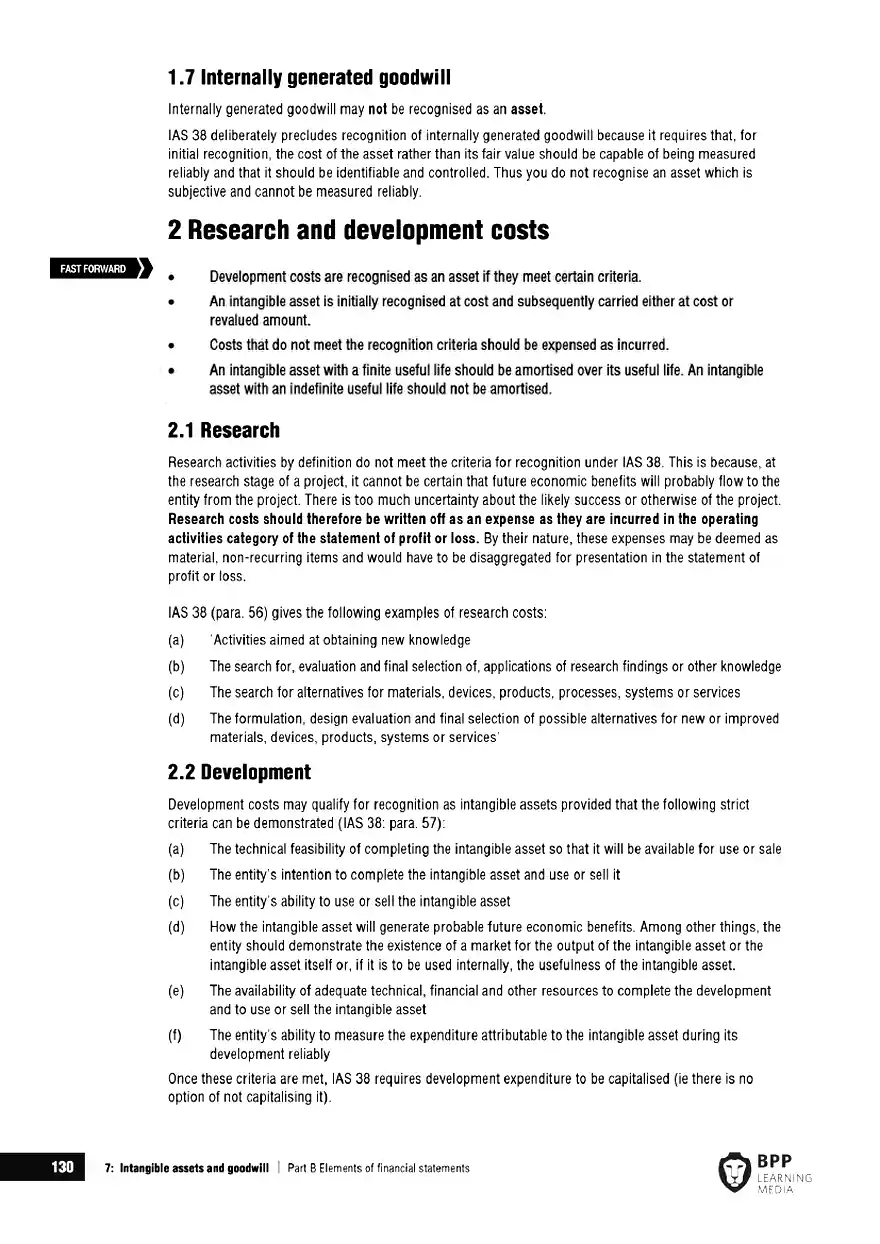 1.7 Internally generated goodwill
Internally generated goodwill may not be recognised as an asset.
IAS 38 deliberately precludes recognition of internally generated goodwill because it requires that, for
initial recognition, the cost of the asset rather than its fair value should be capable of being measured
reliably and that it should be identifiable and controlled. Thus you do not recognise an asset which is
subjective and cannot be measured reliably.
2 Research and development costs
FAST FORWARD
• Development costs are recognised as an asset if they meet certain criteria.
• An intangible asset is initially recognised at cost and subsequently carried either at cost or
revalued amount.
• Costs that do not meet the recognition criteria should be expensed as incurred.
• An intangible asset with a finite useful life should be amortised over its useful life. An intangible
asset with an indefinite useful life should not be amortised.
2.1 Research
Research activities by definition do not meet the criteria for recognition under IAS 38. This is because, at
the research stage of a project, it cannot be certain that future economic benefits will probably flow to the
entity from the project. There is too much uncertainty about the likely success or otherwise of the project.
Research costs should therefore be written off as an expense as they are incurred in the operating
activities category of the statement of profit or loss. By their nature, these expenses may be deemed as
material, non-recurring items and would have to be disaggregated for presentation in the statement of
profit or loss.
IAS 38 (para. 56) gives the following examples of research costs:
(a) 'Activities aimed at obtaining new knowledge
(b) The search for, evaluation and final selection of, applications of research findings or other knowledge
(c) The search for alternatives for materials, devices, products, processes, systems or services
(d) The formulation, design evaluation and final selection of possible alternatives for new or improved
materials, devices, products, systems or services'
2.2 Development
Development costs may qualify for recognition as intangible assets provided that the following strict
criteria can be demonstrated (IAS 38: para. 57):
(a) The technical feasibility of completing the intangible asset so that it will be available for use or sale
(b) The entity's intention to complete the intangible asset and use or sell it
(c) The entity's ability to use or sell the intangible asset
(d) How the intangible asset will generate probable future economic benefits. Among other things, the
entity should demonstrate the existence of a market for the output of the intangible asset or the
intangible asset itself or, if it is to be used internally, the usefulness of the intangible asset.
(e) The availability of adequate technical, financial and other resources to complete the development
and to use or sell the intangible asset
(f) The entity's ability to measure the expenditure attributable to the intangible asset during its
development reliably
Once these criteria are met, IAS 38 requires development expenditure to be capitalised (ie there is no
option of not capitalising it).
130 7: Intangible assets and goodwill | Part B Elements of financial statements
BPP
LEARNING
MEDIA